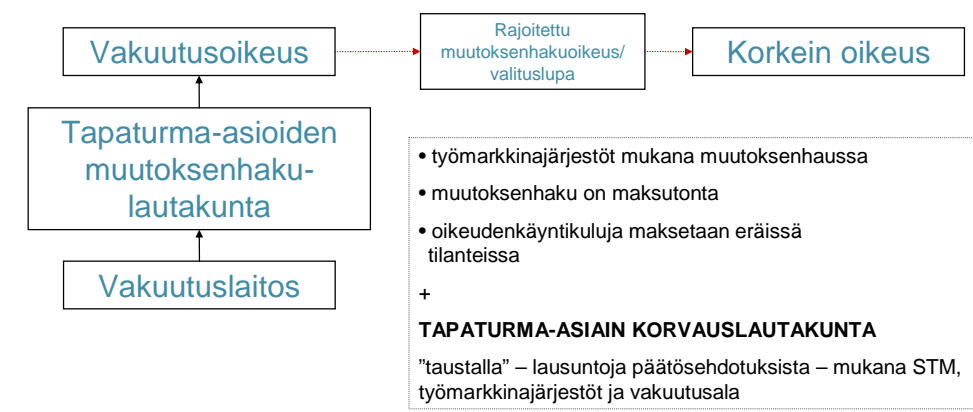 Vakuutusoikeus
Rajoitettu
muutoksenhakuoikeus/
valituslupa
Korkein oikeus
Tapaturma-asioiden
muutoksenhaku-
lautakunta
Vakuutuslaitos
• työmarkkinajärjestöt mukana muutoksenhaussa
• muutoksenhaku on maksutonta
• oikeudenkäyntikuluja maksetaan eräissä
tilanteissa
+
TAPATURMA-ASIAIN KORVAUSLAUTAKUNTA
”taustalla” – lausuntoja päätösehdotuksista – mukana STM,
työmarkkinajärjestöt ja vakuutusala